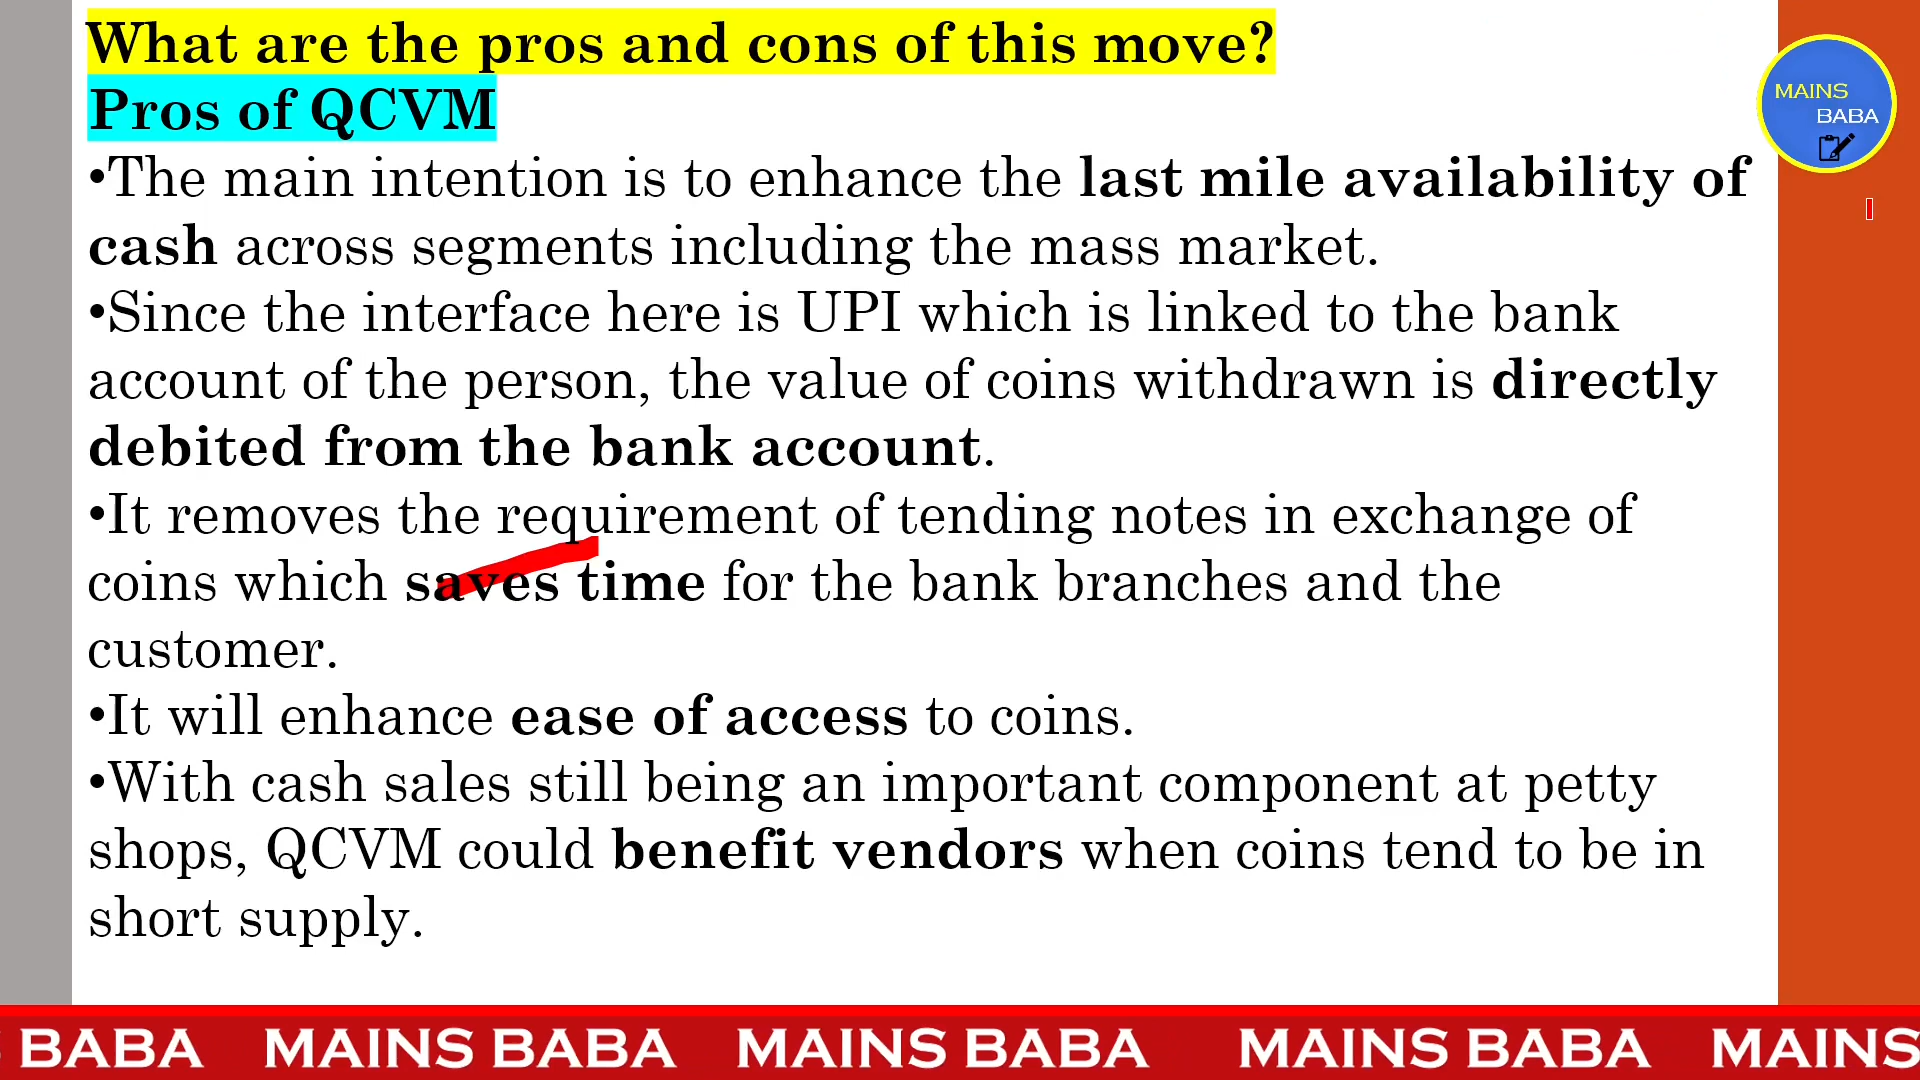 What are the pros and cons of this move?
Pros of QCVM
MAINS
BABA
•The main intention is to enhance the last mile availability of
cash across segments including the mass market.
•Since the interface here is UPI which is linked to the bank
account of the person, the value of coins withdrawn is directly
debited from the bank account.
•It removes the requirement of tending notes in exchange of
coins which saves time for the bank branches and the
customer.
•It will enhance ease of access to coins.
•With cash sales still being an important component at petty
shops, QCVM could benefit vendors when coins tend to be in
short supply.
S BABA MAINS BABA MAINS BABA MAINS BABA MAINS